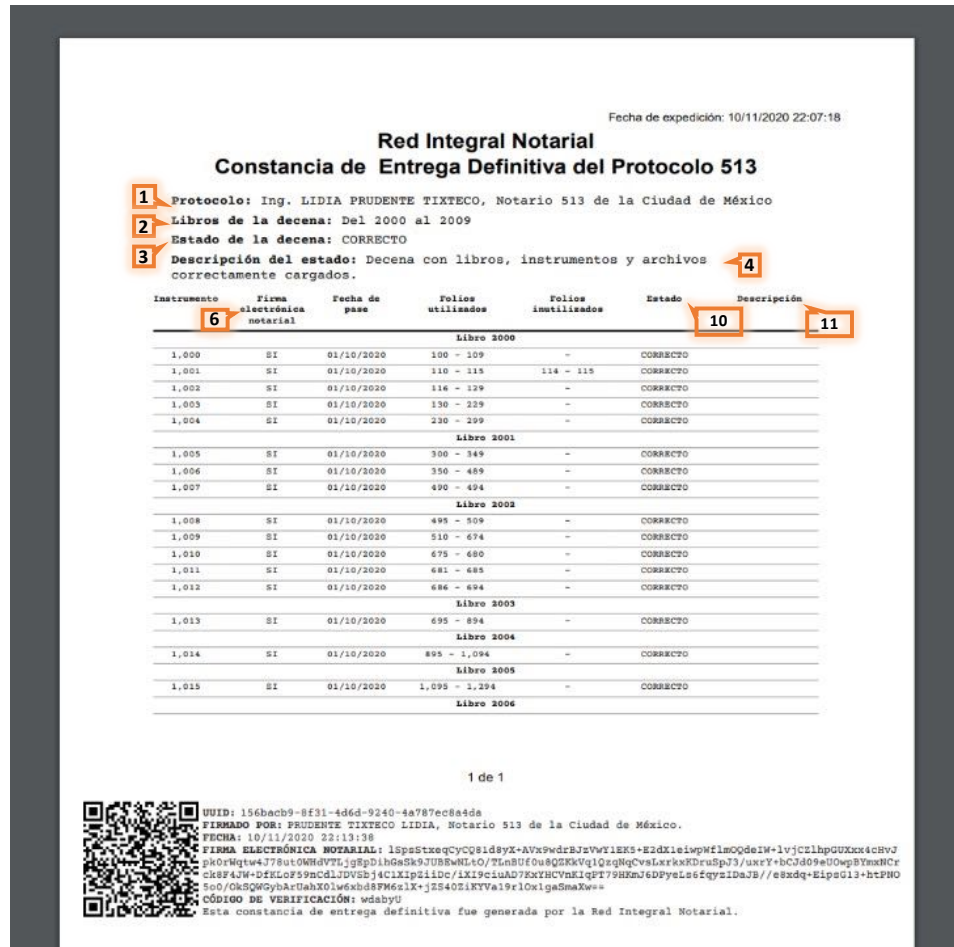 Fecha de expedición: 10/11/2020 22:07:18
Red Integral Notarial
Constancia de Entrega Definitiva del Protocolo 513
1 Protocolo: Ing. LIDIA PRUDENTE TIXTECO, Notario 513 de la Ciudad de México
2 Libros de la decena: Del 2000 al 2009
3 Estado de la decena: CORRECTO
Descripción del estado: Decena con libros, instrumentos y archivos 4
correctamente cargados.
Instrumento Firma electrónica notarial Fecha de pase Folios utilizados Folios inutilizados Estado Descripción
6 10 11
Libro 2000
1,000 SI 01/10/2020 100 - 109 - CORRECTO
1,001 SI 01/10/2020 110 - 115 114 - 115 CORRECTO
1,002 SI 01/10/2020 116 - 129 - CORRECTO
1,003 SI 01/10/2020 130 - 229 - CORRECTO
1,004 SI 01/10/2020 230 - 299 - CORRECTO
Libro 2001
1,005 SI 01/10/2020 300 - 349 - CORRECTO
1,006 SI 01/10/2020 350 - 489 - CORRECTO
1,007 SI 01/10/2020 490 - 494 - CORRECTO
Libro 2002
1,008 SI 01/10/2020 495 - 509 - CORRECTO
1,009 SI 01/10/2020 510 - 674 - CORRECTO
1,010 SI 01/10/2020 675 - 680 - CORRECTO
1,011 SI 01/10/2020 681 - 685 - CORRECTO
1,012 SI 01/10/2020 686 - 694 - CORRECTO
Libro 2003
1,013 SI 01/10/2020 695 - 894 - CORRECTO
Libro 2004
1,014 SI 01/10/2020 895 - 1,094 - CORRECTO
Libro 2005
1,015 SI 01/10/2020 1,095 - 1,294 - CORRECTO
Libro 2006
1 de 1
UUID: 156bacb9-8f31-4d6d-9240-4a787ec8a4da
FIRMADO POR: PRUDENTE TIXTECO LIDIA, Notario 513 de la Ciudad de México.
FECHA: 10/11/2020 22:13:38
FIRMA ELECTRÓNICA NOTARIAL:
CÓDIGO DE VERIFICACIÓN: wdabyU
Esta constancia de entrega definitiva fue generada por la Red Integral Notarial.